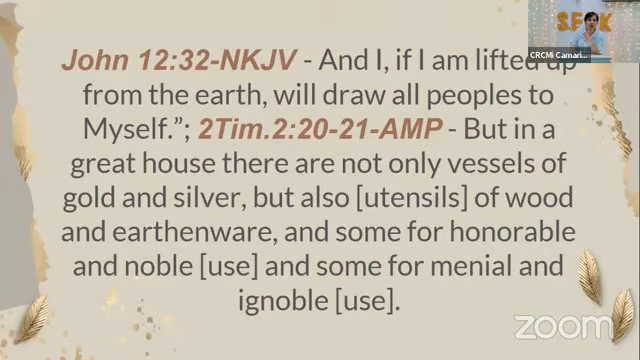 John 12:32-NKJV - And I, if I am lifted up
from the earth, will draw all peoples to
Myself.”; 2Tim.2:20-21-AMP - But in a
great house there are not only vessels of
gold and silver, but also [utensils] of wood
and earthenware, and some for honorable
and noble [use] and some for menial and
ignoble [use].
CRCMi Camari...
zoom